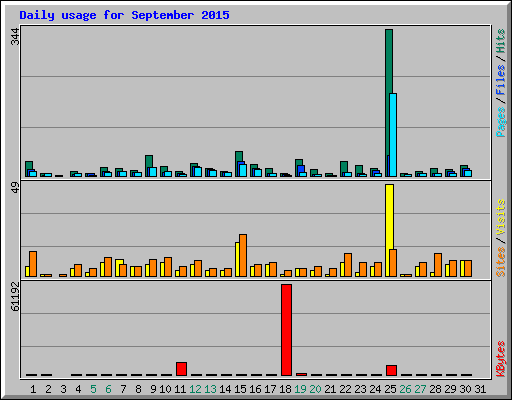 Daily usage for September 2015
344
Pages / Files / Hits
49
Sites / Visits
61192
KBytes
1 2 3 4 5 6 7 8 9 10 11 12 13 14 15 16 17 18 19 20 21 22 23 24 25 26 27 28 29 30 31